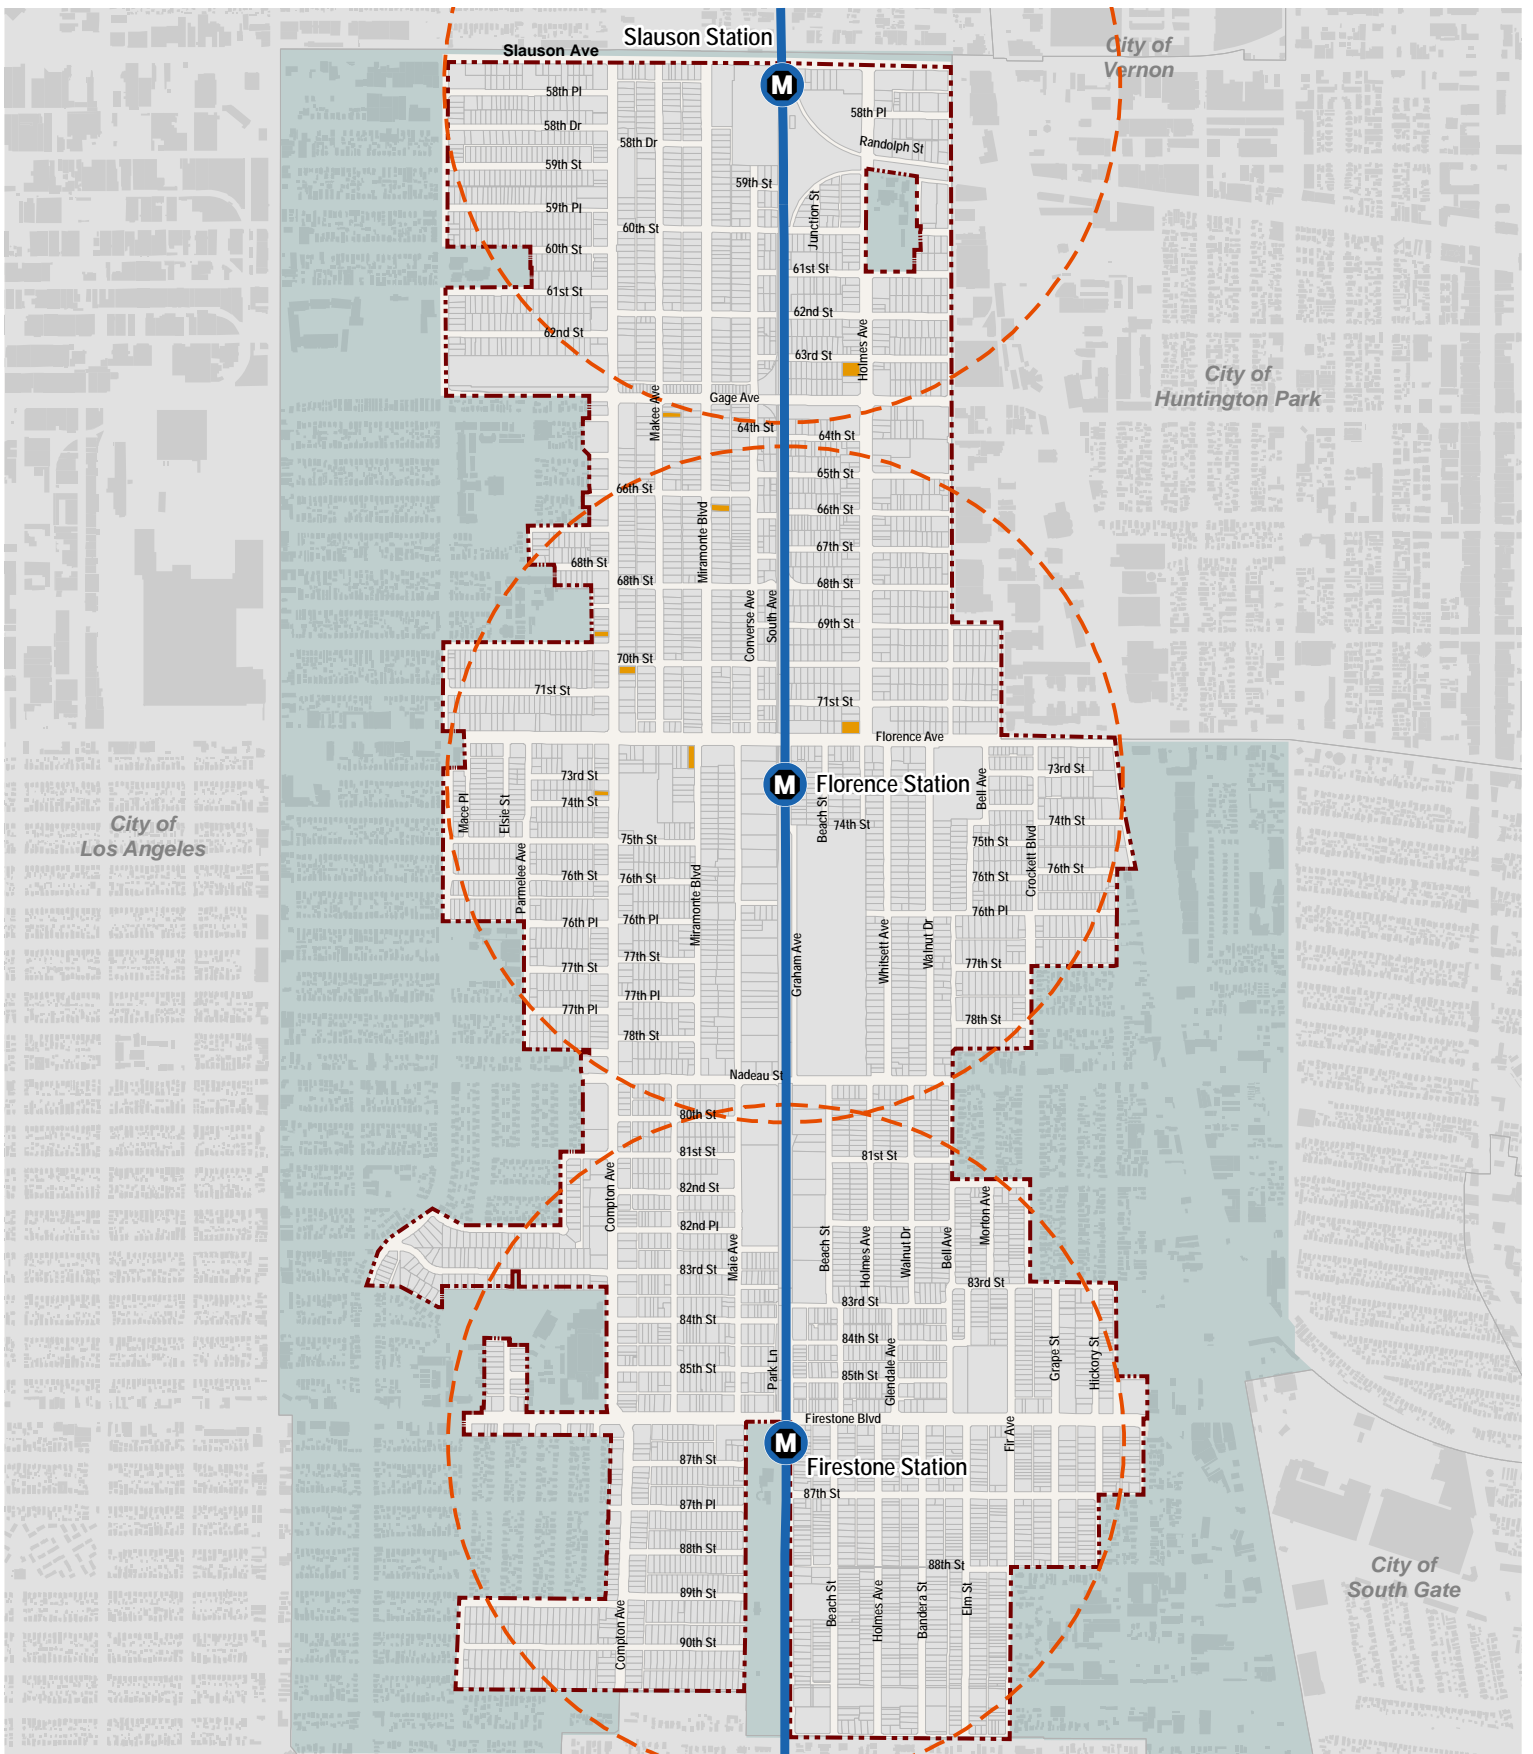 Slauson Station
Slauson Ave
City of
Vernon
M
58th Pl
58th Pl
58th Dr
58th Dr
Randolph St
59th St
59th St
59th Pl
Junction St
60th St
60th St
61st St
61st St
62nd St
62nd St
63rd St
Holmes Ave
City of
Huntington Park
Gage Ave
Makee Ave
64th St
64th St
65th St
66th St
66th St
Miramonte Blvd
67th St
68th St
68th St
68th St
Converse Ave
South Ave
69th St
70th St
71st St
71st St
Florence Ave
73rd St
73rd St
M
Florence Station
Bell Ave
Mace Pl
Elsie St
74th St
Beach St
74th St
74th St
City of
Los Angeles
75th St
75th St
Crockett Blvd
Parmelee Ave
76th St
76th St
76th St
76th St
Miramonte Blvd
76th Pl
76th Pl
76th Pl
Graham Ave
Whitsett Ave
Walnut Dr
77th St
77th St
77th St
77th Pl
77th Pl
78th St
78th St
Nadeau St
80th St
81st St
81st St
Compton Ave
82nd St
82nd Pl
Maie Ave
Beach St
Holmes Ave
Walnut Dr
Bell Ave
Morton Ave
83rd St
83rd St
83rd St
84th St
84th St
Glendale Ave
Grape St
Hickory St
85th St
Park Ln
85th St
Firestone Blvd
Fir Ave
M
Firestone Station
87th St
87th St
87th Pl
88th St
88th St
City of
South Gate
89th St
Beach St
Holmes Ave
Bandera St
Elm St
Compton Ave
90th St